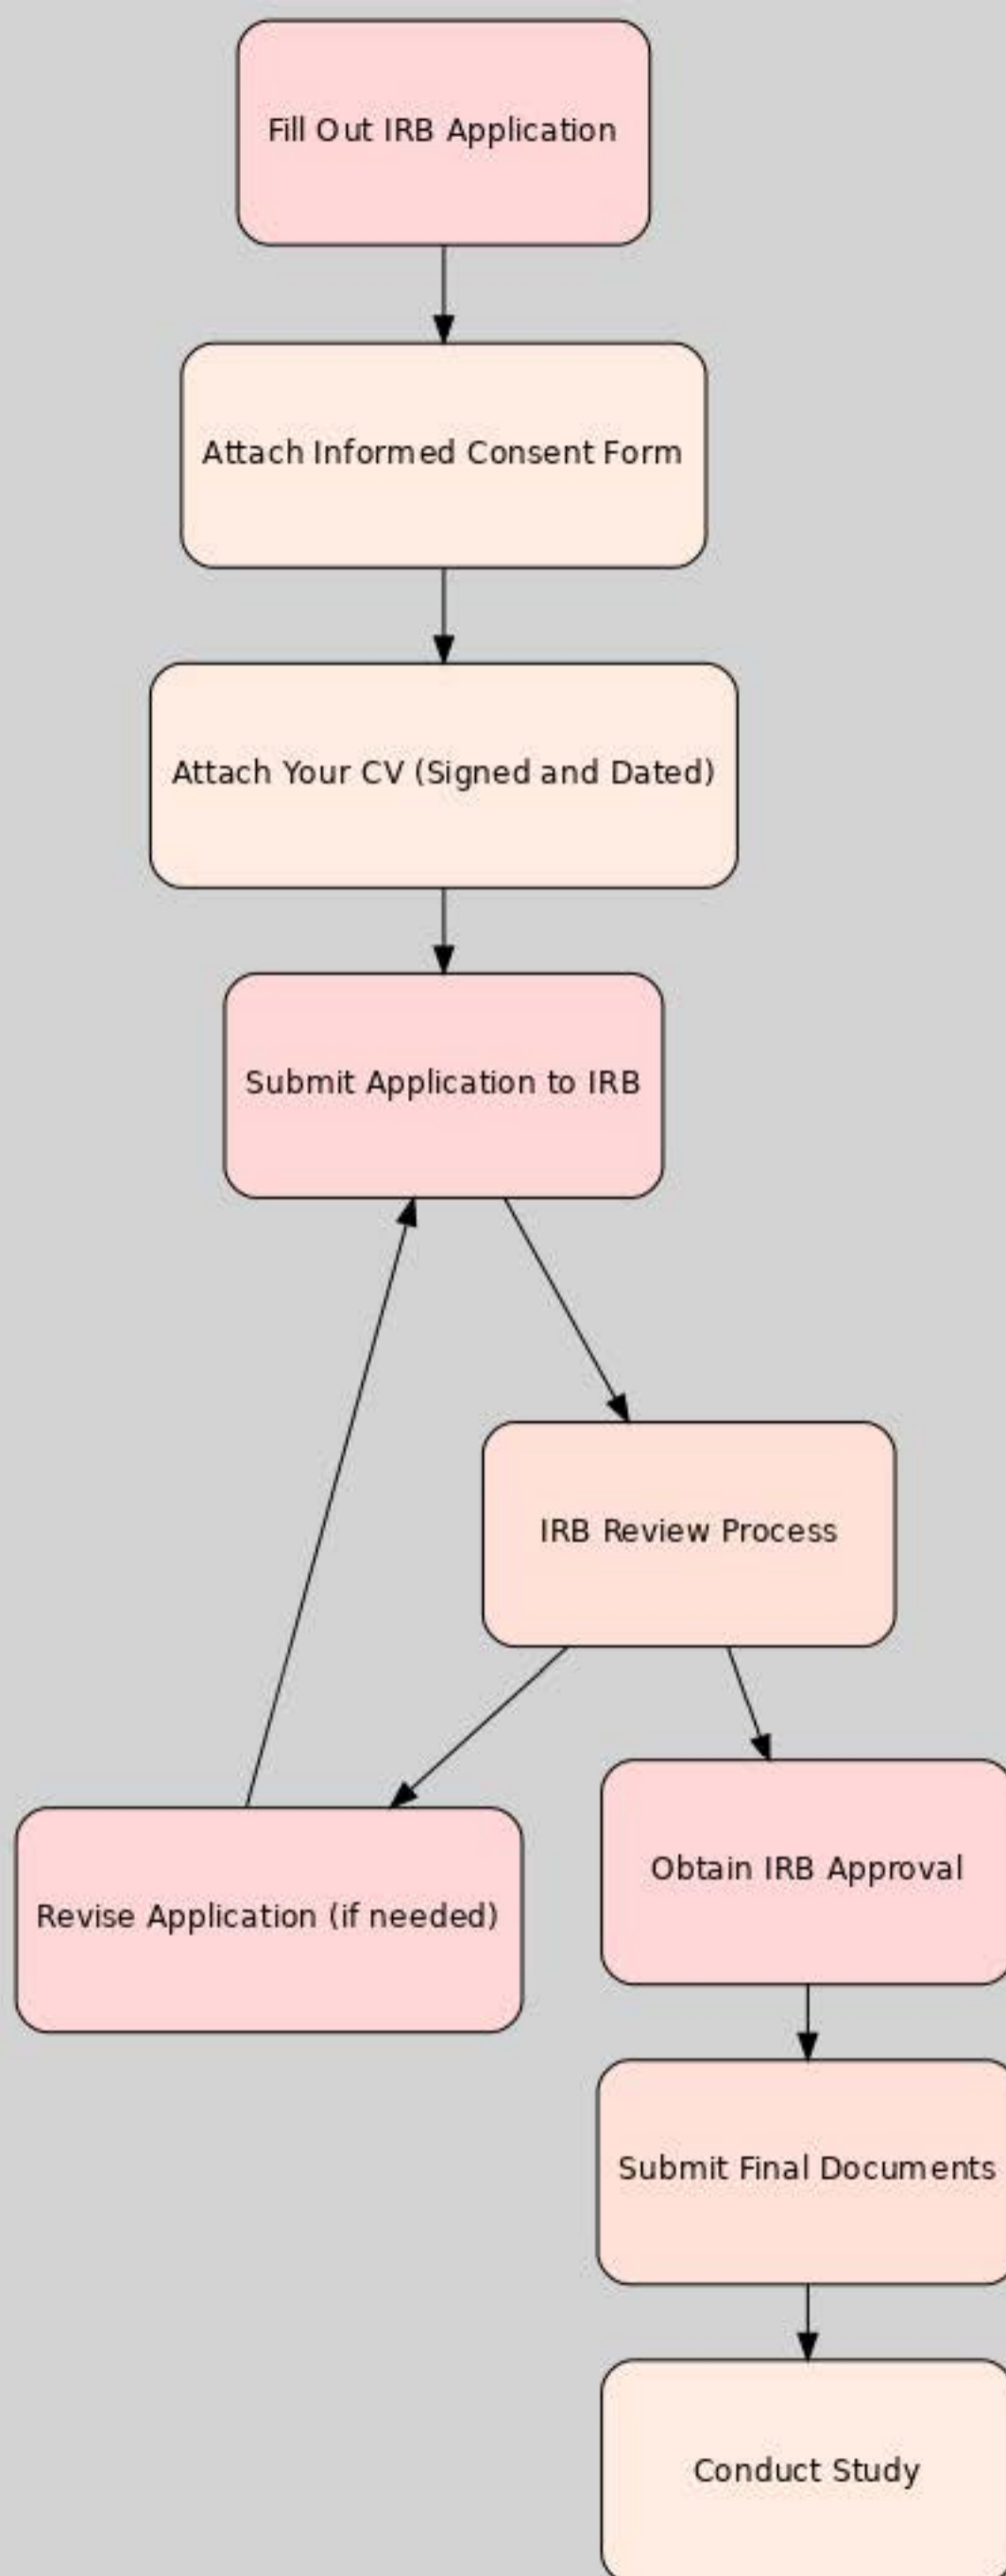 Fill Out IRB Application
Attach Informed Consent Form
Attach Your CV (Signed and Dated)
Submit Application to IRB
IRB Review Process
Revise Application (if needed)
Obtain IRB Approval
Submit Final Documents
Conduct Study